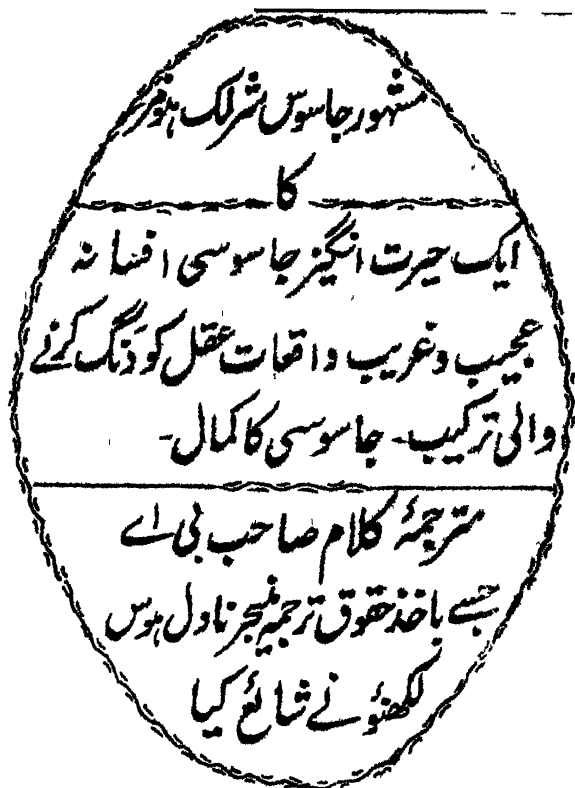 مشہور جاسوس شرلک ہومز
کا
ایک حیرت انگیز جاسوسی افسانہ
عجیب و غریب واقعات عقل کو دنگ کرنے
والی ترکیب۔ جاسوسی کا کمال۔
مترجمۂ کلام صاحب بی اے
جسے باخذ حقوق ترجمہ منیجر ناول ہوس
لکھنؤ نے شائع کیا